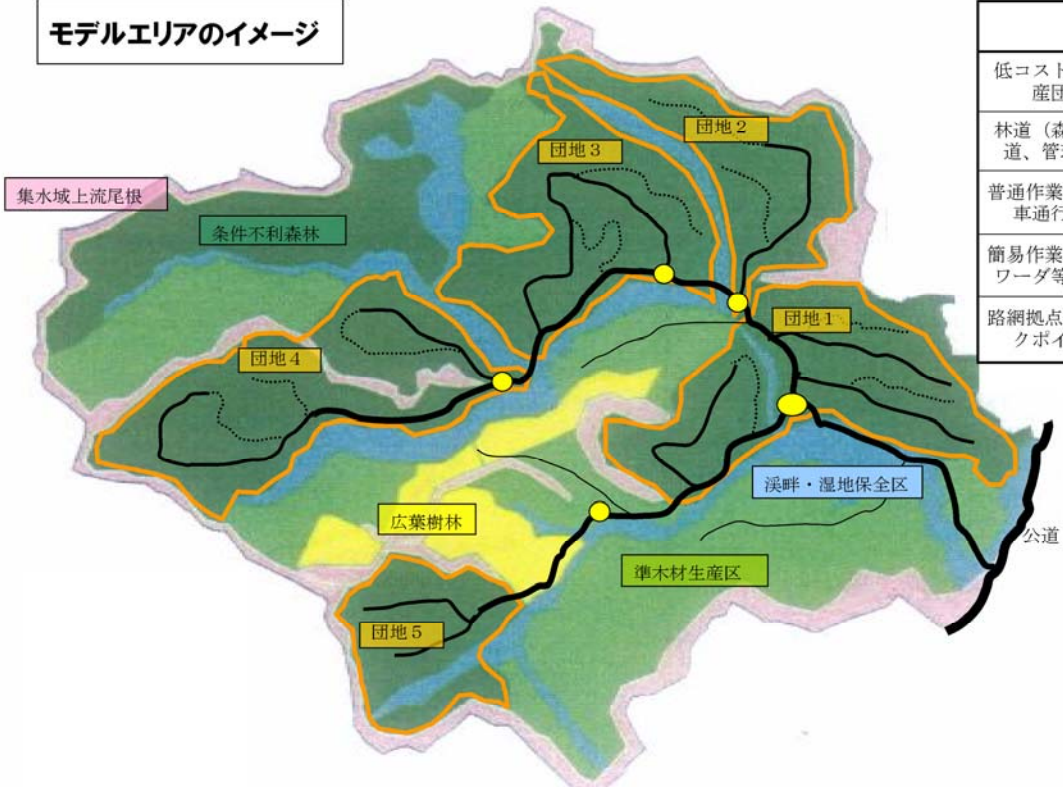 モデルエリアのイメージ
団地2
団地3
集水域上流尾根
条件不利森林
団地1
団地4
渓畔・湿地保全区
広葉樹林
公道
準木材生産区
団地5
低コスト
産団
林道（森
道、管
普通作業
車通行
簡易作業
ワーダ等
路網拠点
クポイ